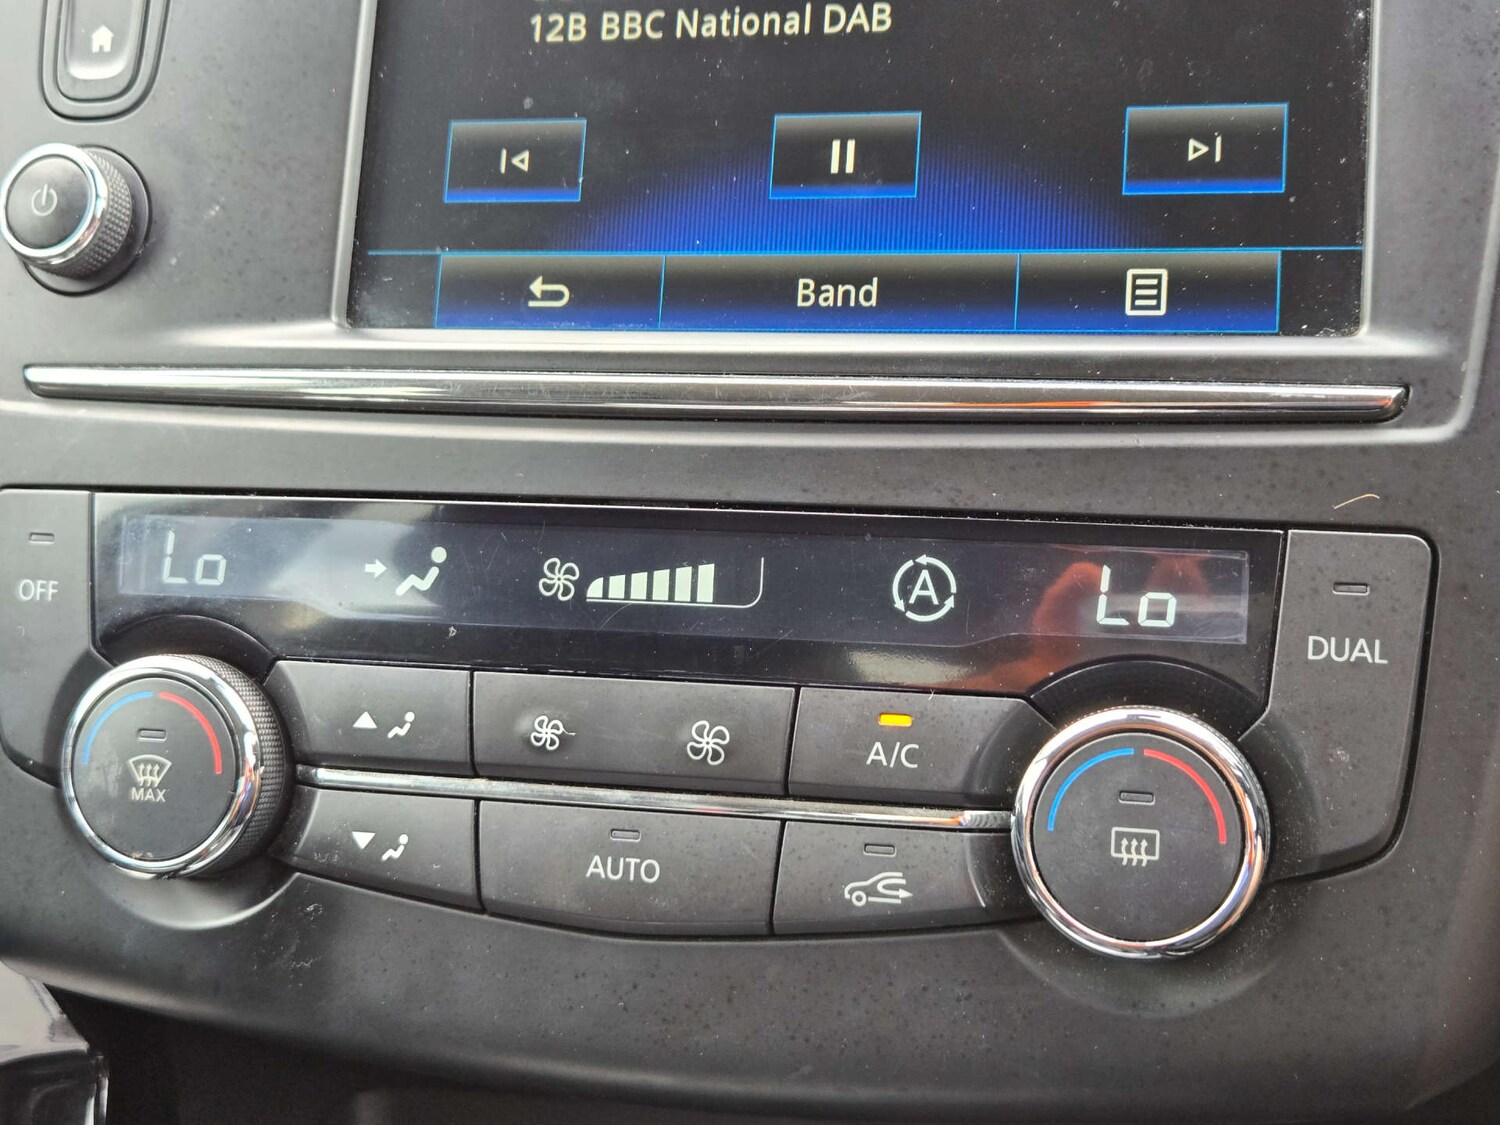 12B BBC National DAB
Band
Lo
A
Lo
OFF
DUAL
A/C
MAX
AUTO